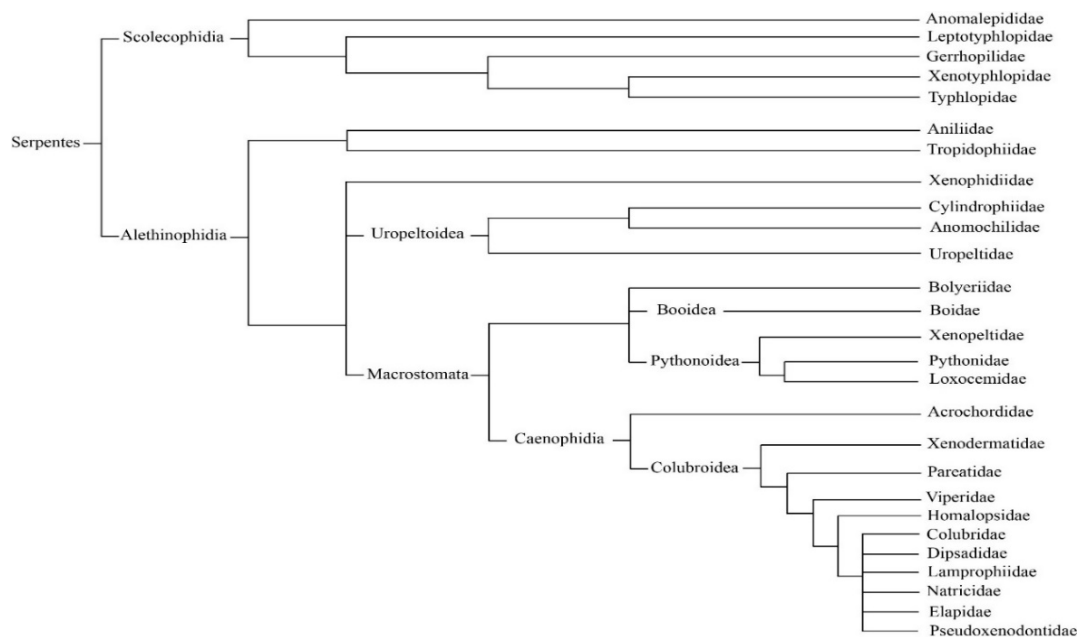 Anomalepididae
Scolecophidia
Leptotyphlopidae
Gerrhopilidae
Xenotyphlopidae
Typhlopidae
Aniliidae
Serpentes
Tropidophiidae
Xenophidiidae
Cylindrophiidae
Alethinophidia
Uropeltoidea
Anomochilidae
Uropeltidae
Bolyeriidae
Booidea
Boidae
Xenopeltidae
Pythonoidea
Pythonidae
Macrostomata
Loxocemidae
Acrochordidae
Caenophidia
Xenodermatidae
Colubroidea
Pareatidae
Viperidae
Homalopsidae
Colubridae
Dipsadidae
Lamprophiidae
Natricidae
Elapidae
Pseudoxenodontidae